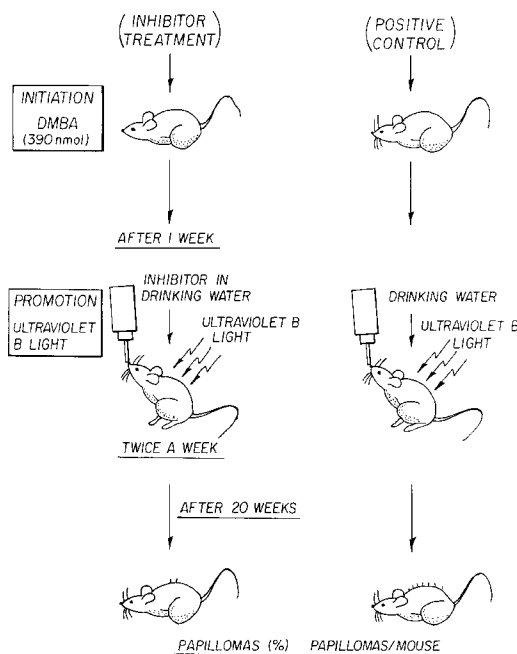 (INHIBITOR
TREATMENT)
(POSITIVE
CONTROL)
INITIATION
DMBA
(390 nmol)
AFTER 1 WEEK
PROMOTION
ULTRAVIOLET
B LIGHT
INHIBITOR IN
DRINKING WATER
ULTRAVIOLET B
LIGHT
DRINKING WATER
ULTRAVIOLET B
LIGHT
TWICE A WEEK
AFTER 20 WEEKS
PAPILLOMAS (%) PAPILLOMAS/MOUSE